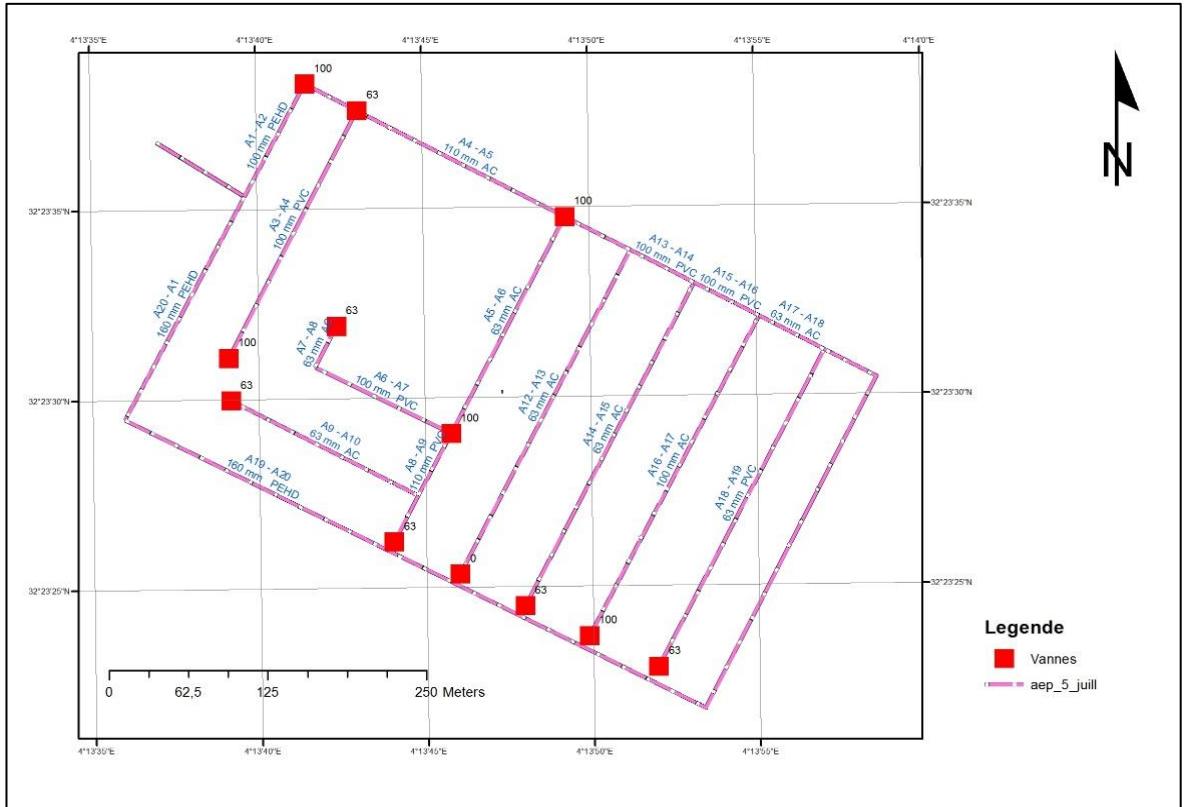 4°13'35"E
4°13'40"E
4°13'45"E
4°13'50"E
4°13'55"E
4°14'0"E
100
63
A1 - A2
100 mm PEHD
A4 - A5
110 mm AC
N
32°23'35"N
32°23'35"N
100
A3 - A4
100 mm PVC
A13 - A14
100 mm PVC
A15 - A16
100 mm PVC
A17 - A18
63 mm AC
A20 - A1
160 mm PEHD
A5 - A6
63 mm AC
63
A7 - A8
63 mm AC
100
A6 - A7
100 mm PVC
63
32°23'30"N
32°23'30"N
A12 - A13
63 mm AC
A14 - A15
63 mm AC
100
A9 - A10
63 mm AC
A8 - A9
110 mm PVC
A16 - A17
100 mm AC
A18 - A19
63 mm PVC
A19 - A20
160 mm PEHD
63
0
63
32°23'25"N
32°23'25"N
100
63
Legende
Vannes
aep_5_juill
0 62,5 125 250 Meters
4°13'35"E
4°13'40"E
4°13'45"E
4°13'50"E
4°13'55"E